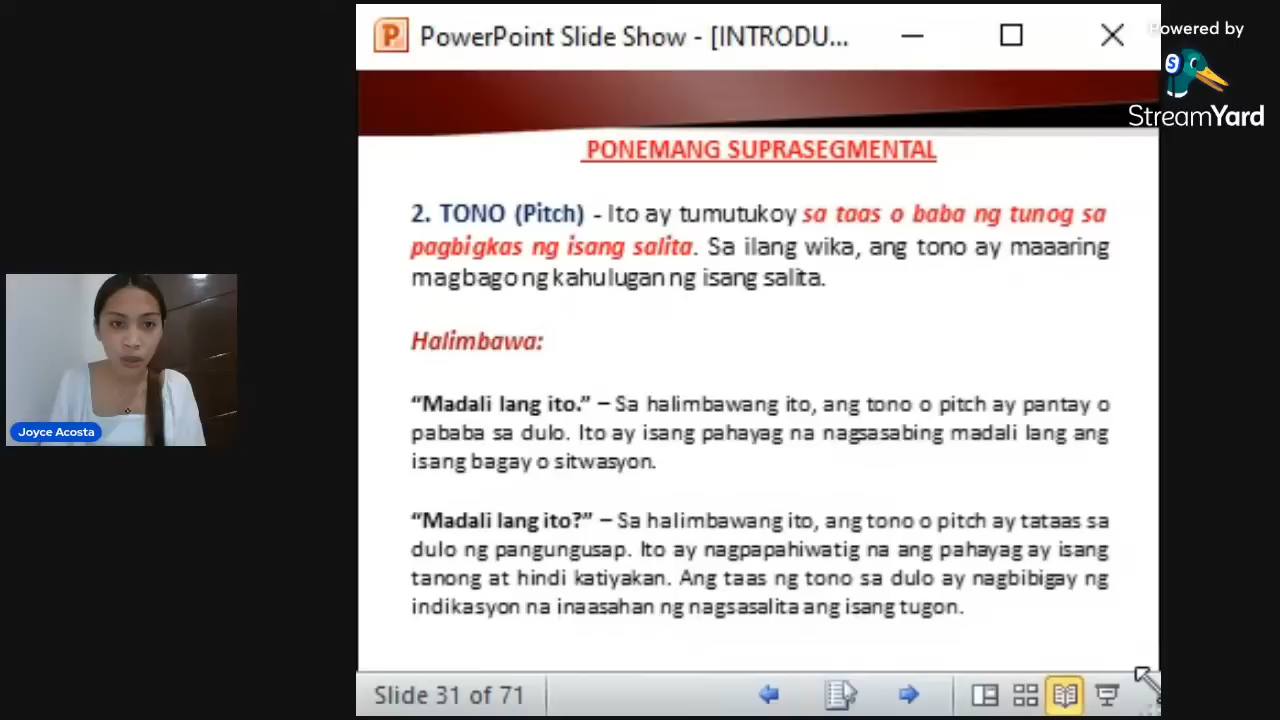 PowerPoint Slide Show - [INTRODU...
Powered by
StreamYard
PONEMANG SUPRASEGMENTAL
2. TONO (Pitch) - Ito ay tumutukoy sa taas o baba ng tunog sa
pagbigkas ng isang salita. Sa ilang wika, ang tono ay maaaring
magbago ng kahulugan ng isang salita.
Halimbawa:
“Madali lang ito.” – Sa halimbawang ito, ang tono o pitch ay pantay o
pababa sa dulo. Ito ay isang pahayag na nagsasabing madali lang ang
isang bagay o sitwasyon.
“Madali lang ito?” – Sa halimbawang ito, ang tono o pitch ay tataas sa
dulo ng pangungusap. Ito ay nagpapahiwatig na ang pahayag ay isang
tanong at hindi katiyakan. Ang taas ng tono sa dulo ay nagbibigay ng
indikasyon na inaasahan ng nagsasalita ang isang tugon.
Joyce Acosta
Slide 31 of 71